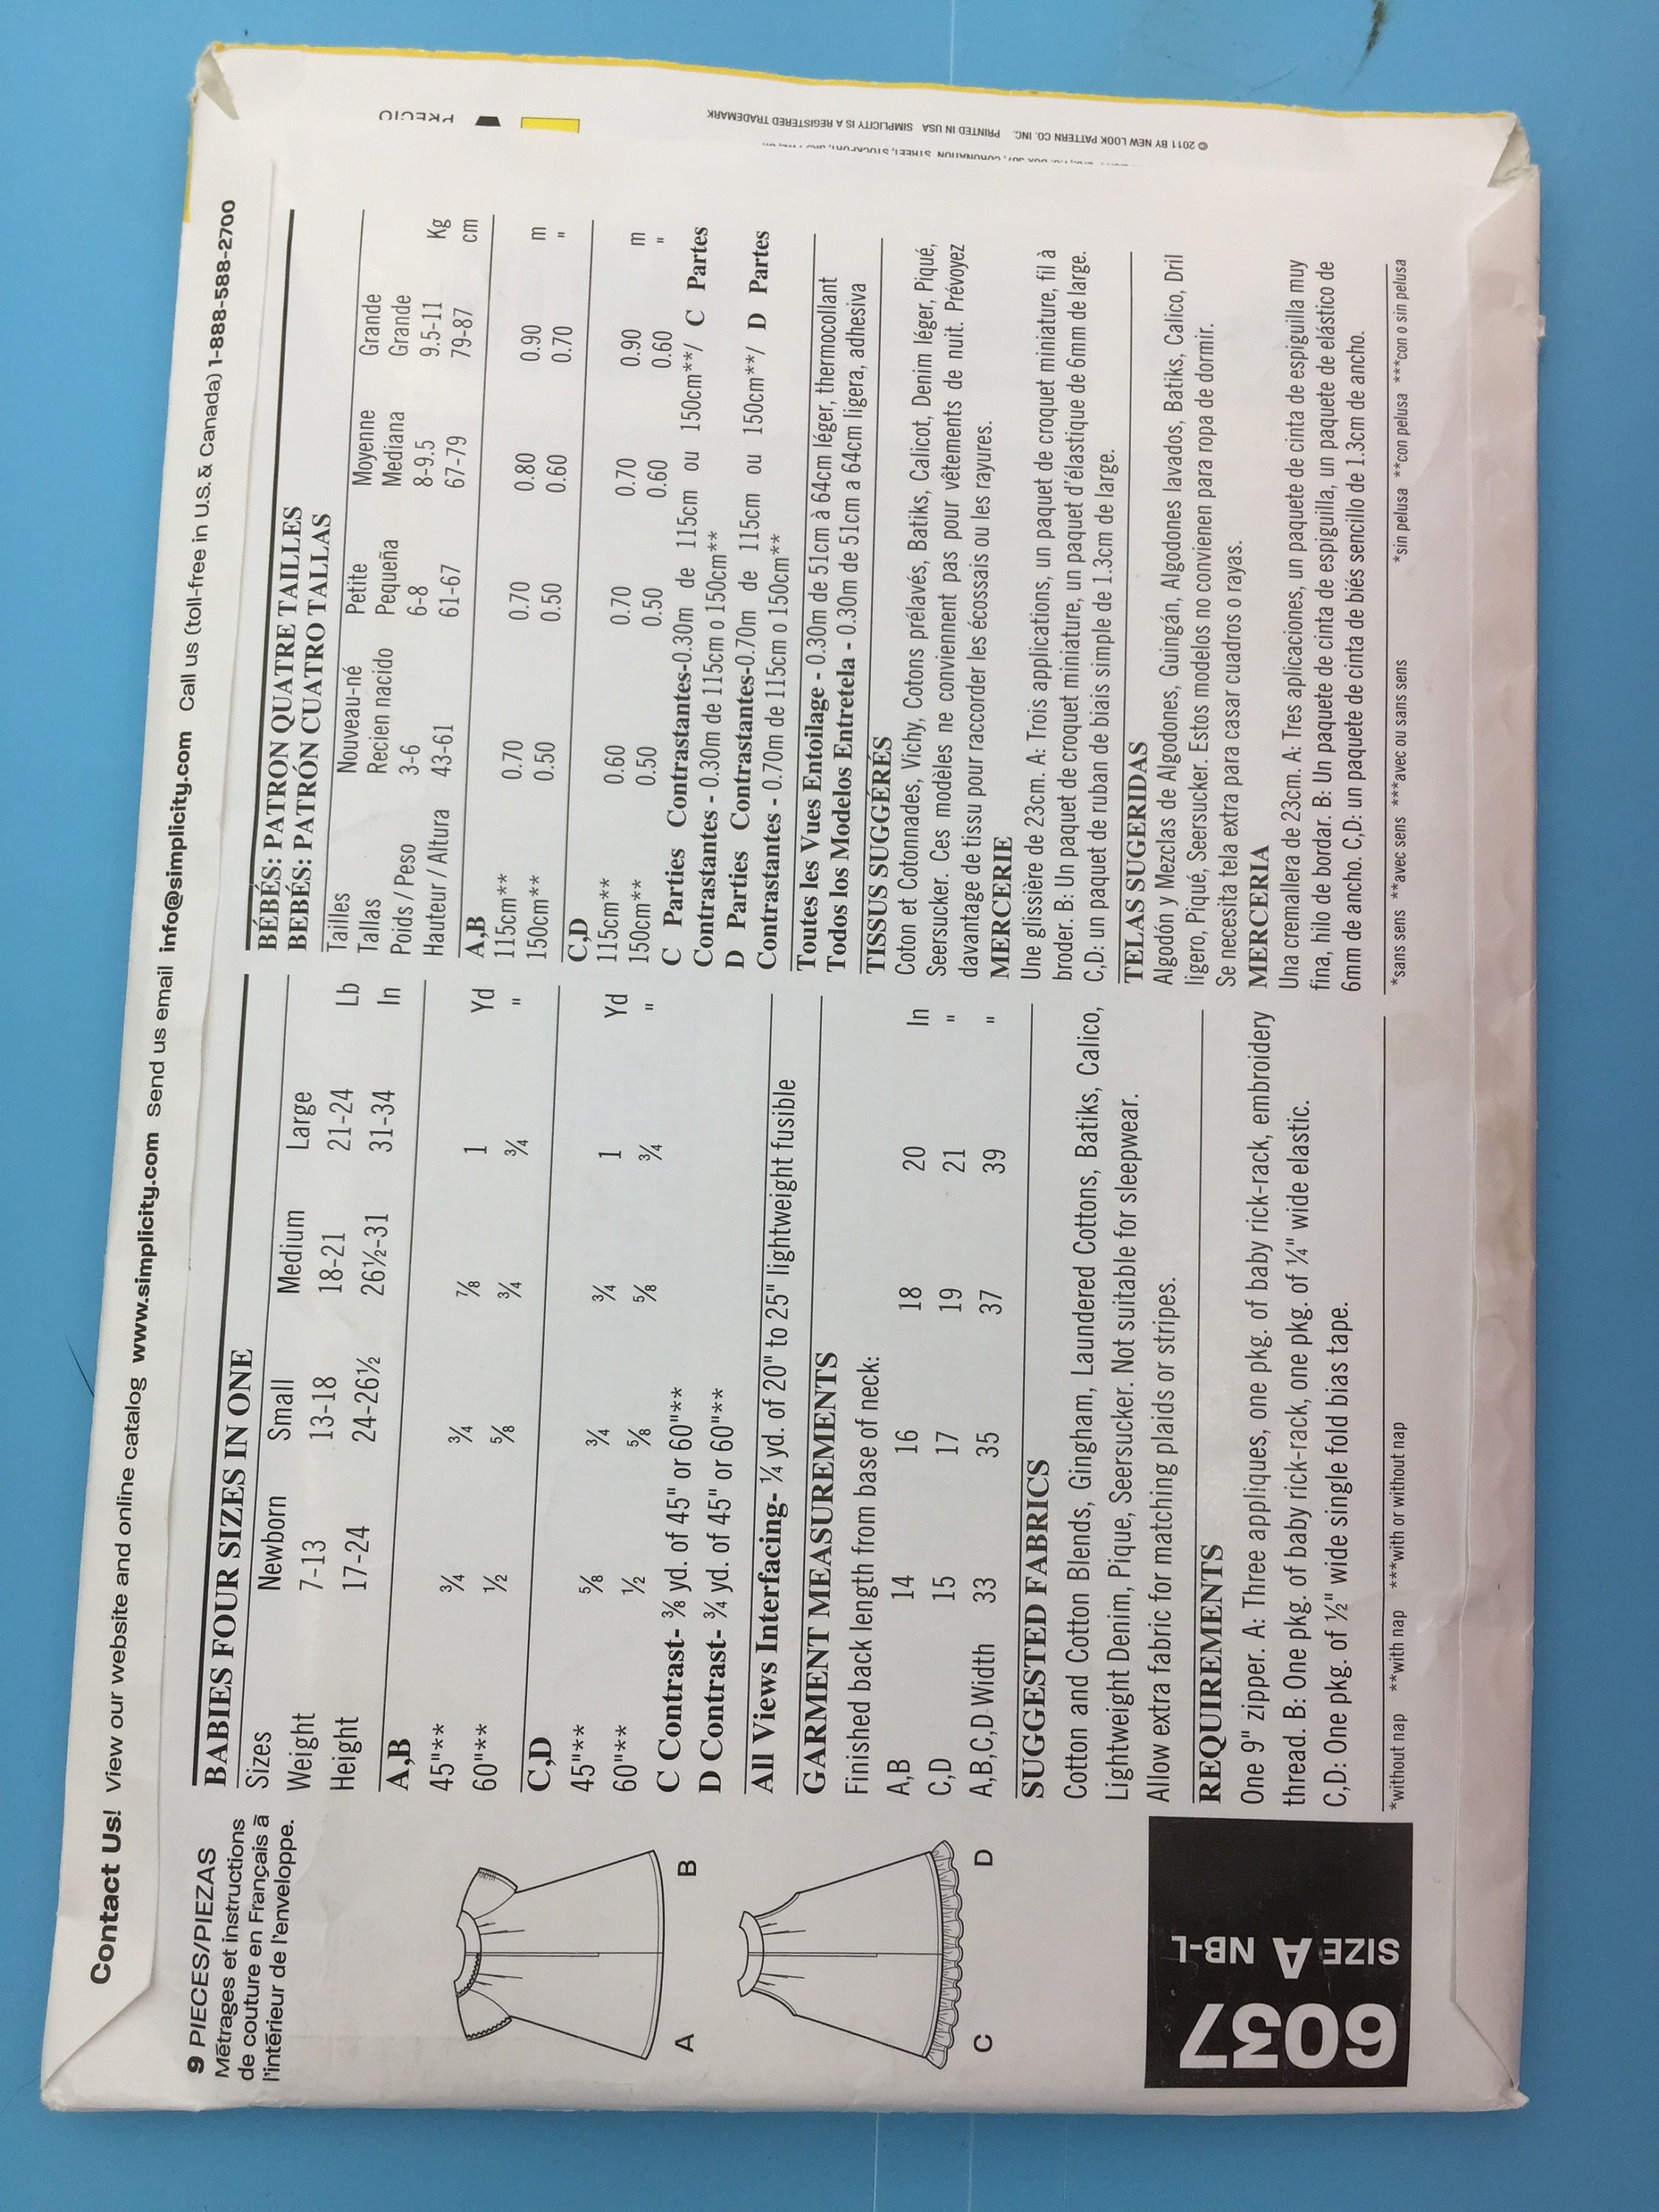 Contact Us! View our website and online catalog www.simplicity.com Send us email info@simplicity.com Call us (toll-free in U.S. & Canada) 1-888-588-2700
9 PIECES/PIEZAS
Métrages et instructions
de couture en Français à
l'intérieur de l'enveloppe.
A B
C D
6037
SIZE A NB-L
BABIES FOUR SIZES IN ONE
Sizes Newborn Small Medium Large
Weight 7-13 13-18 18-21 21-24 Lb
Height 17-24 24-26½ 26½-31 31-34 In
A,B
45"** ¾ ¾ ⅞ 1 Yd
60"** ½ ⅝ ¾ ¾ "
C,D
45"** ⅝ ¾ ¾ 1 Yd
60"** ½ ⅝ ⅝ ¾ "
C Contrast- ⅜ yd. of 45" or 60"**
D Contrast- ¾ yd. of 45" or 60"**
All Views Interfacing- ¼ yd. of 20" to 25" lightweight fusible
GARMENT MEASUREMENTS
Finished back length from base of neck:
A,B 14 16 18 20 In
C,D 15 17 19 21 "
A,B,C,D-Width 33 35 37 39 "
SUGGESTED FABRICS
Cotton and Cotton Blends, Gingham, Laundered Cottons, Batiks, Calico,
Lightweight Denim, Pique, Seersucker. Not suitable for sleepwear.
Allow extra fabric for matching plaids or stripes.
REQUIREMENTS
One 9" zipper. A: Three appliques, one pkg. of baby rick-rack, embroidery
thread. B: One pkg. of baby rick-rack, one pkg. of ¼" wide elastic.
C,D: One pkg. of ½" wide single fold bias tape.
*without nap **with nap ***with or without nap
BÉBÉS: PATRON QUATRE TAILLES
BEBÉS: PATRÓN CUATRO TALLAS
Tailles Nouveau-né Petite Moyenne Grande
Tallas Recien nacido Pequeña Mediana Grande
Poids / Peso 3-6 6-8 8-9.5 9.5-11 Kg
Hauteur / Altura 43-61 61-67 67-79 79-87 cm
A,B
115cm** 0.70 0.70 0.80 0.90 m
150cm** 0.50 0.50 0.60 0.70 "
C,D
115cm** 0.60 0.70 0.70 0.90 m
150cm** 0.50 0.50 0.60 0.60 "
C Parties Contrastantes-0.30m de 115cm ou 150cm**/ C Partes
Contrastantes - 0.30m de 115cm o 150cm**
D Parties Contrastantes-0.70m de 115cm ou 150cm**/ D Partes
Contrastantes - 0.70m de 115cm o 150cm**
Toutes les Vues Entoilage - 0.30m de 51cm à 64cm léger, thermocollant
Todos los Modelos Entretela - 0.30m de 51cm a 64cm ligera, adhesiva
TISSUS SUGGÉRÉS
Coton et Cotonnades, Vichy, Cotons prélavés, Batiks, Calicot, Denim léger, Piqué,
Seersucker. Ces modèles ne conviennent pas pour vêtements de nuit. Prévoyez
davantage de tissu pour raccorder les écossais ou les rayures.
MERCERIE
Une glissière de 23cm. A: Trois applications, un paquet de croquet miniature, fil à
broder. B: Un paquet de croquet miniature, un paquet d'élastique de 6mm de large.
C,D: un paquet de ruban de biais simple de 1.3cm de large.
TELAS SUGERIDAS
Algodón y Mezclas de Algodones, Guingán, Algodones lavados, Batiks, Calico, Dril
ligero, Piqué, Seersucker. Estos modelos no convienen para ropa de dormir.
Se necesita tela extra para casar cuadros o rayas.
MERCERIA
Una cremallera de 23cm. A: Tres aplicaciones, un paquete de cinta de espiguilla muy
fina, hilo de bordar. B: Un paquete de cinta de espiguilla, un paquete de elástico de
6mm de ancho. C,D: un paquete de cinta de biés sencillo de 1.3cm de ancho.
*sans sens **avec sens ***avec ou sans sens *sin pelusa **con pelusa ***con o sin pelusa
PRECIO
CORONATION STREET, STOCKPORT,
© 2011 BY NEW LOOK PATTERN CO. INC. PRINTED IN USA SIMPLICITY IS A REGISTERED TRADEMARK